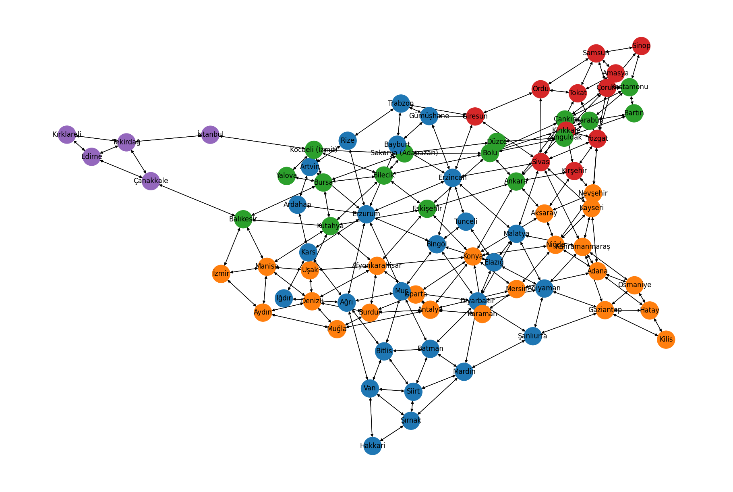 Sinop
Samsun
Amasya
Çorum
Kastamonu
Ordu
Tokat
Trabzon
Gümüşhane
Giresun
Bartın
Çankırı
Karabük
Kırıkkale
Zonguldak
Yozgat
Kırklareli
Tekirdağ
İstanbul
Edirne
Rize
Bayburt
Düzce
Kocaeli (İzmit)
Sakarya (Adapazarı)
Bolu
Sivas
Artvin
Yalova
Bursa
Bilecik
Erzincan
Ankara
Kırşehir
Çanakkale
Nevşehir
Ardahan
Eskişehir
Kayseri
Aksaray
Balıkesir
Erzurum
Kütahya
Tunceli
Malatya
Bingöl
Niğde
Kahramanmaraş
Kars
Konya
Elazığ
Manisa
Uşak
Afyonkarahisar
İzmir
Adana
Osmaniye
Iğdır
Denizli
Ağrı
Muş
Isparta
Mersin
Adıyaman
Diyarbakır
Aydın
Burdur
Antalya
Karaman
Gaziantep
Hatay
Muğla
Şanlıurfa
Kilis
Bitlis
Batman
Mardin
Van
Siirt
Şırnak
Hakkari